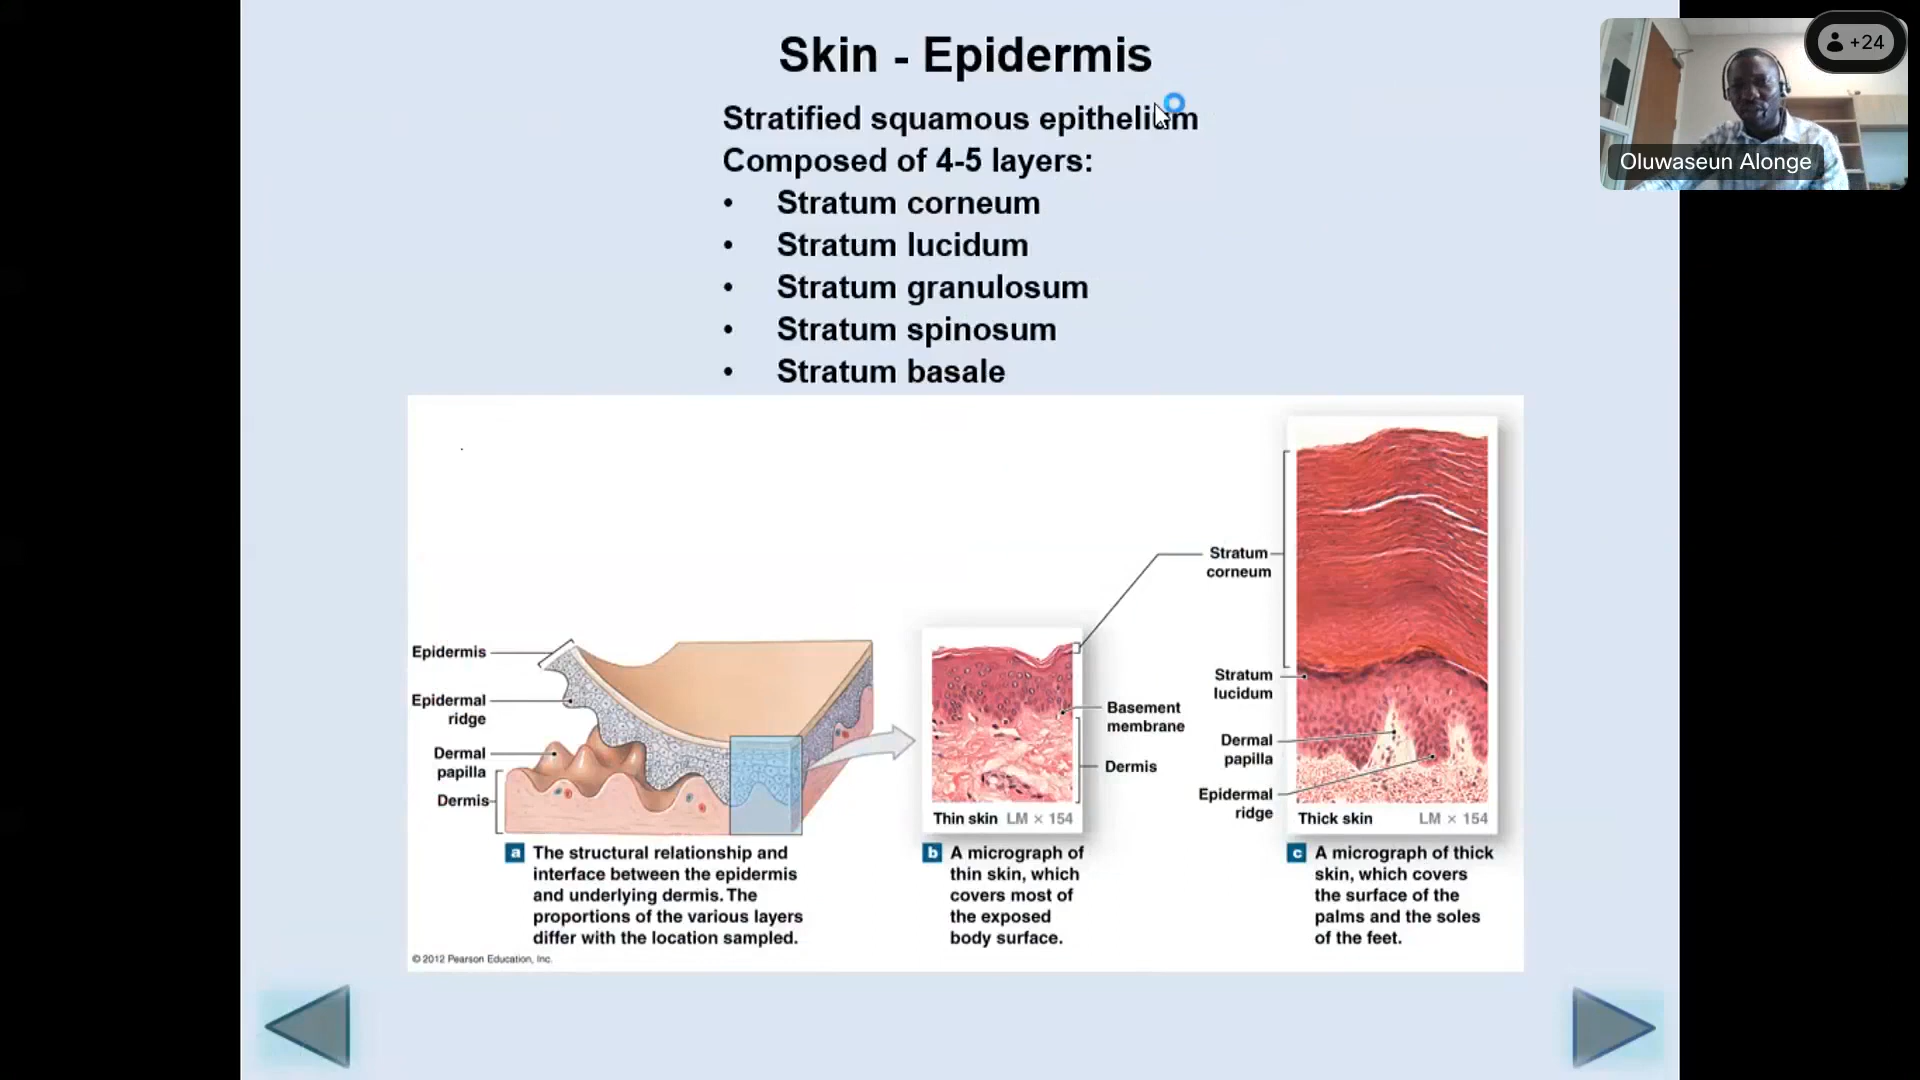 Skin - Epidermis
+24
Oluwaseun Alonge
Stratified squamous epithelium
Composed of 4-5 layers:
• Stratum corneum
• Stratum lucidum
• Stratum granulosum
• Stratum spinosum
• Stratum basale
Epidermis
Epidermal
ridge
Dermal
papilla
Dermis
Basement
membrane
Dermis
Thin skin LM × 154
Stratum
corneum
Stratum
lucidum
Dermal
papilla
Epidermal
ridge
Thick skin LM × 154
a The structural relationship and
interface between the epidermis
and underlying dermis. The
proportions of the various layers
differ with the location sampled.
b A micrograph of
thin skin, which
covers most of
the exposed
body surface.
c A micrograph of thick
skin, which covers
the surface of the
palms and the soles
of the feet.
© 2012 Pearson Education, Inc.